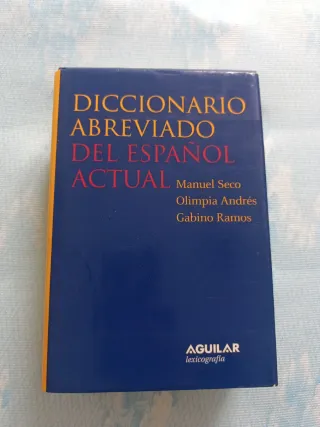 DICCIONARIO
ABREVIADO
DEL ESPAÑOL
ACTUAL
Manuel Seco
Olimpia Andrés
Gabino Ramos
AGUILAR
lexicografía